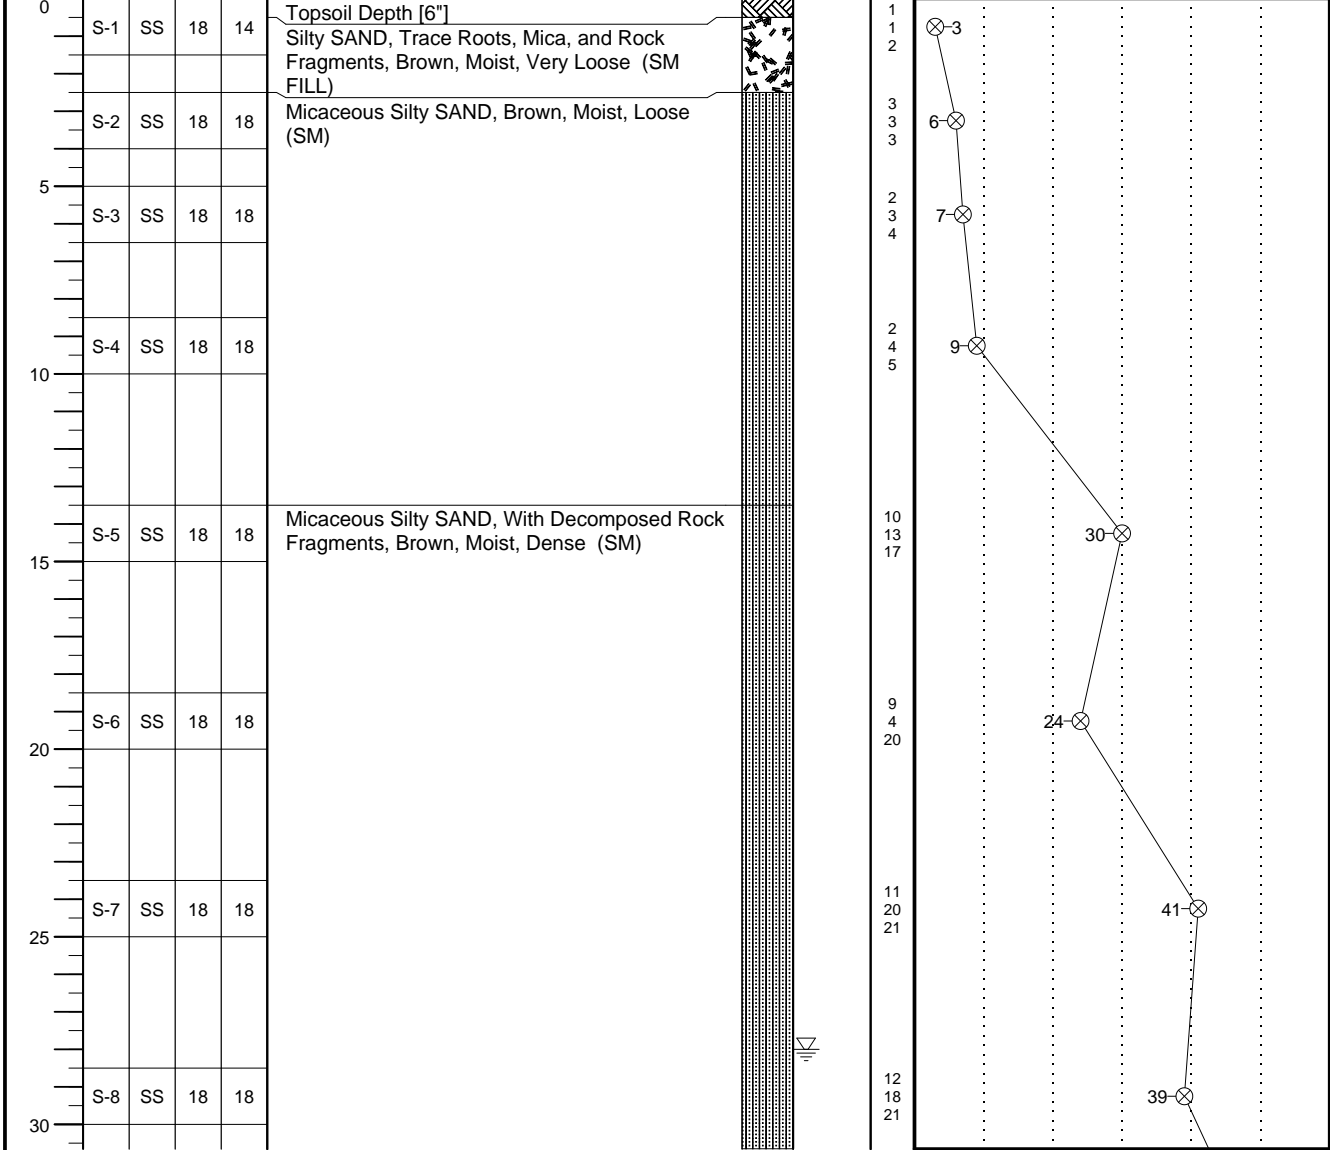 0
S-1 SS 18 14
Topsoil Depth [6"]
Silty SAND, Trace Roots, Mica, and Rock
Fragments, Brown, Moist, Very Loose (SM
FILL)
1
1
2
3
S-2 SS 18 18
Micaceous Silty SAND, Brown, Moist, Loose
(SM)
3
3
3
6
5
S-3 SS 18 18
2
3
4
7
S-4 SS 18 18
2
4
5
9
10
S-5 SS 18 18
Micaceous Silty SAND, With Decomposed Rock
Fragments, Brown, Moist, Dense (SM)
10
13
17
30
15
S-6 SS 18 18
9
4
20
24
20
S-7 SS 18 18
11
20
21
41
25
S-8 SS 18 18
12
18
21
39
30